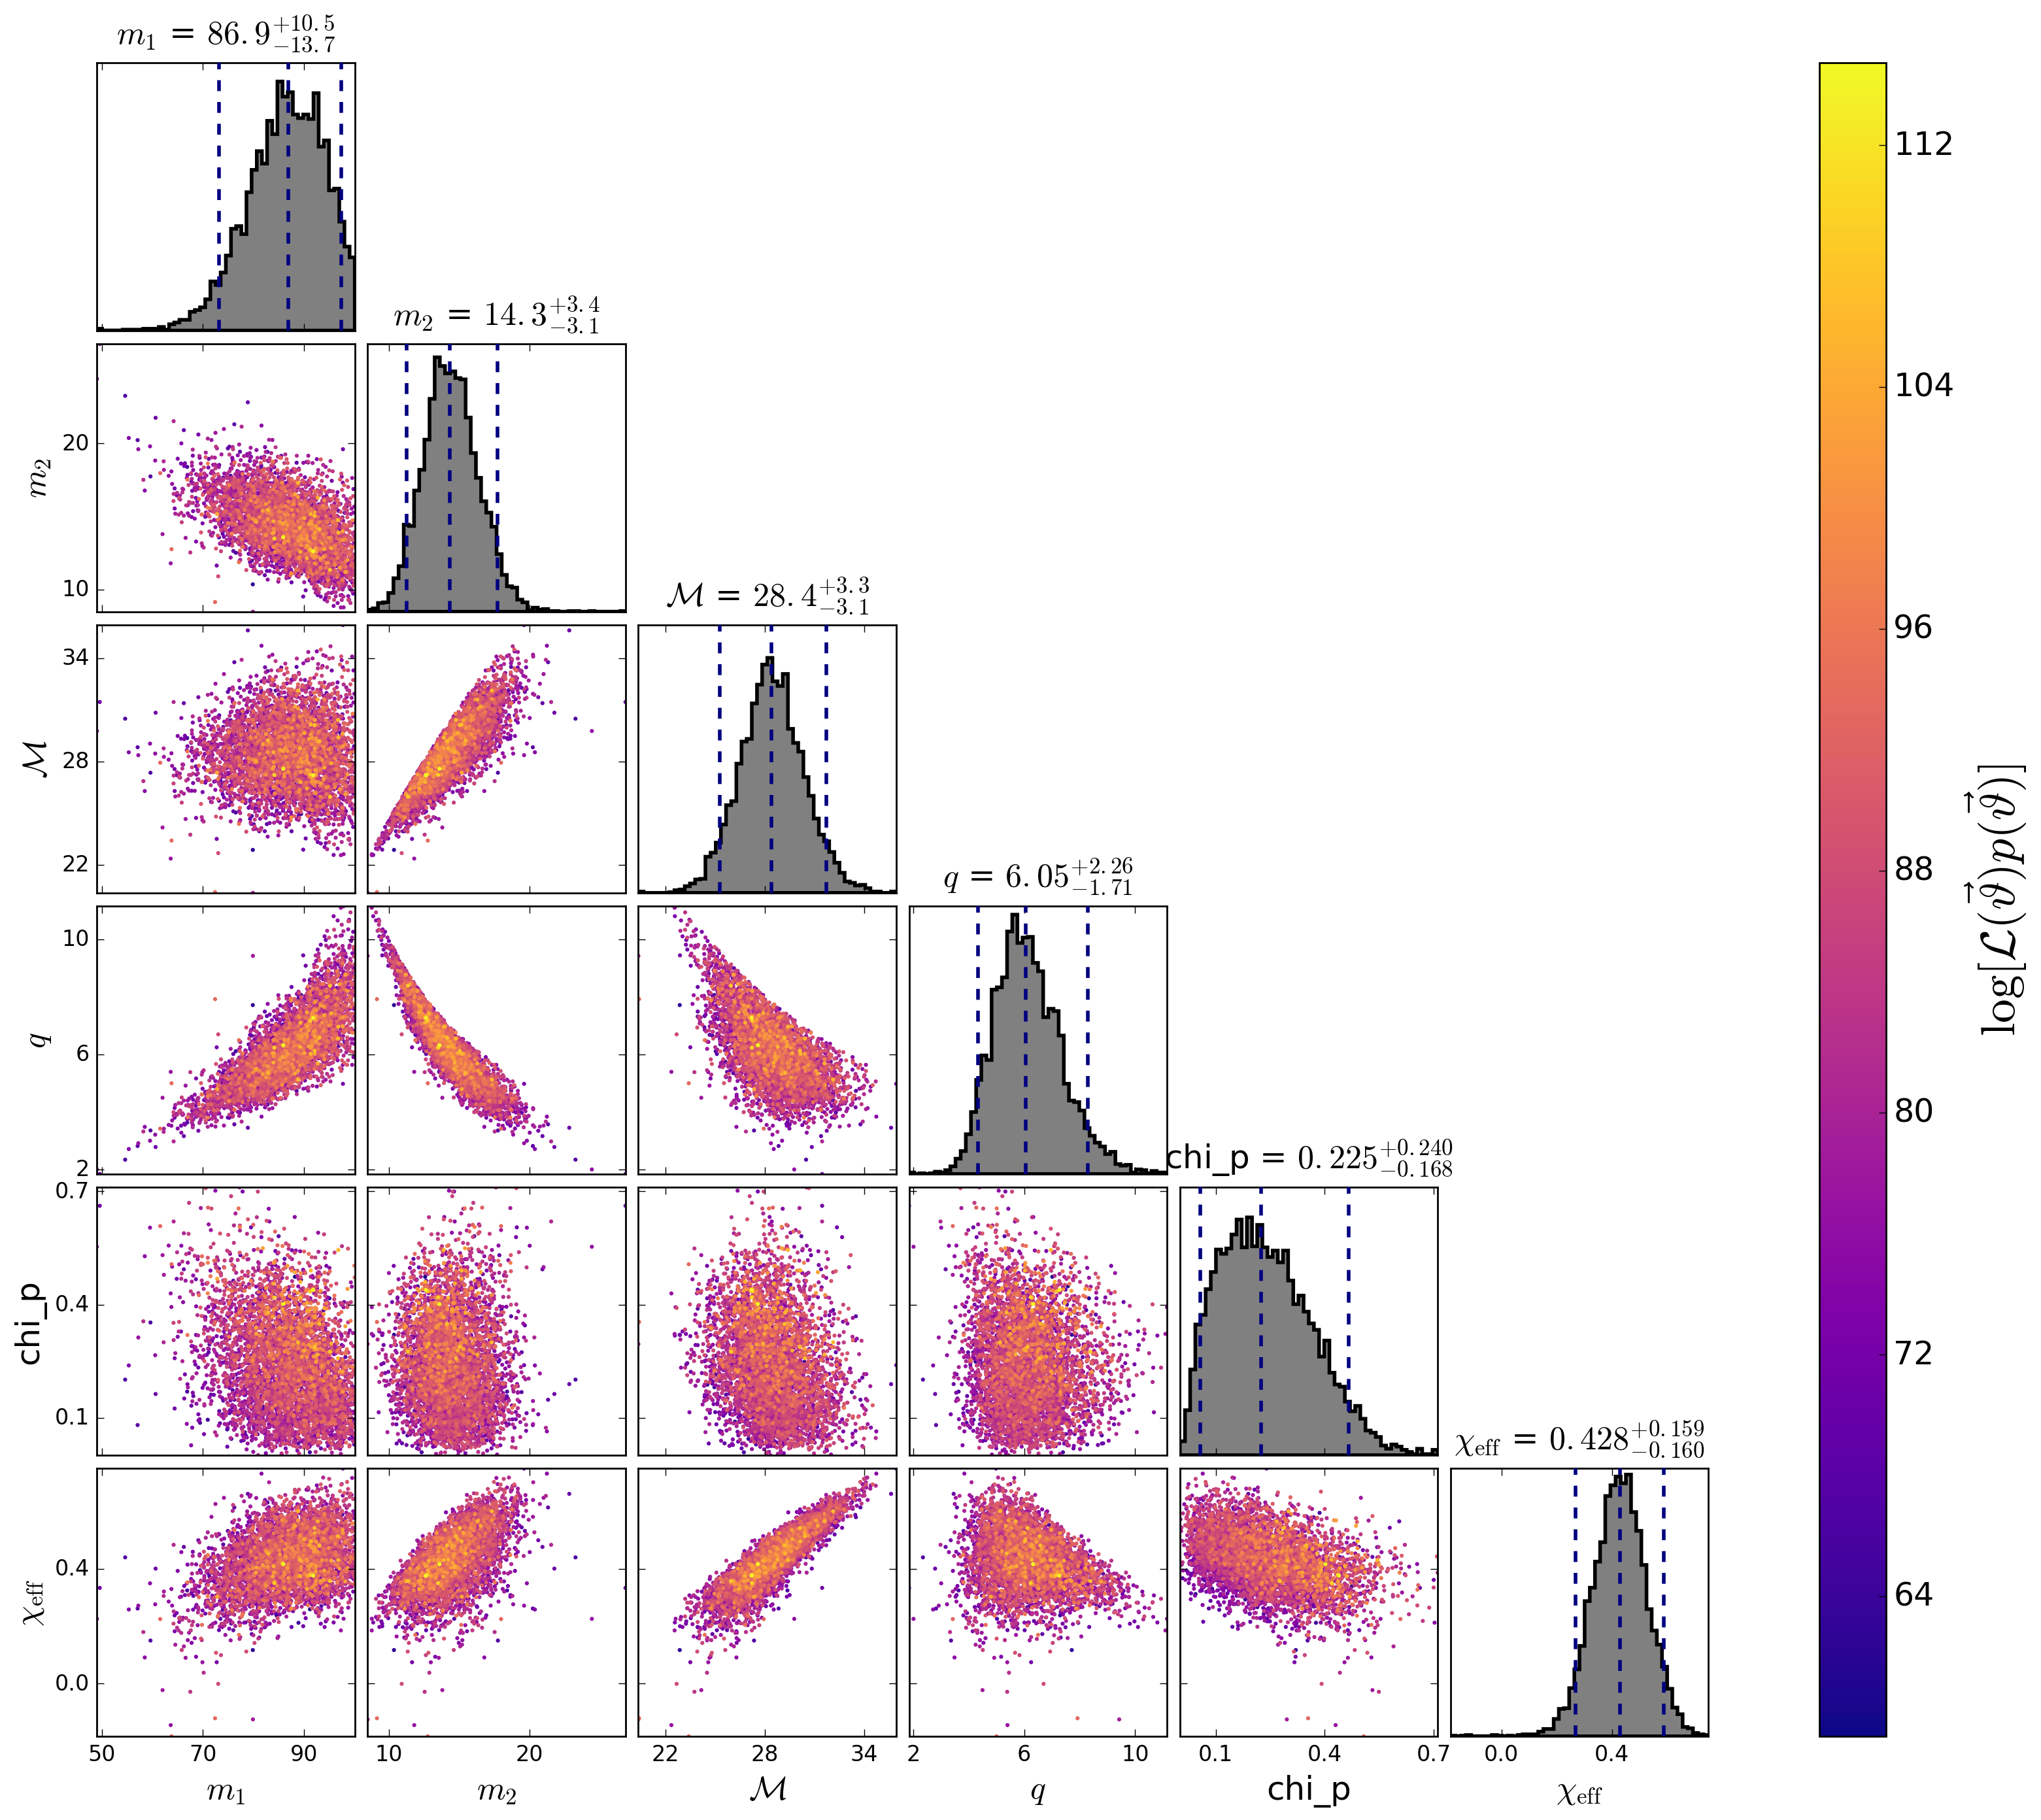 m₁ = 86.9 +10.5 −13.7
m₂ = 14.3 +3.4 −3.1
ℳ = 28.4 +3.3 −3.1
q = 6.05 +2.26 −1.71
chi_p = 0.225 +0.240 −0.168
χ_eff = 0.428 +0.159 −0.160
m₂
20
10
ℳ
34
28
22
q
10
6
2
chi_p
0.7
0.4
0.1
χ_eff
0.4
0.0
50 70 90
10 20
22 28 34
2 6 10
0.1 0.4 0.7
0.0 0.4
m₁
m₂
ℳ
q
chi_p
χ_eff
112
104
96
88
80
72
64
log[ℒ(ϑ⃗)p(ϑ⃗)]